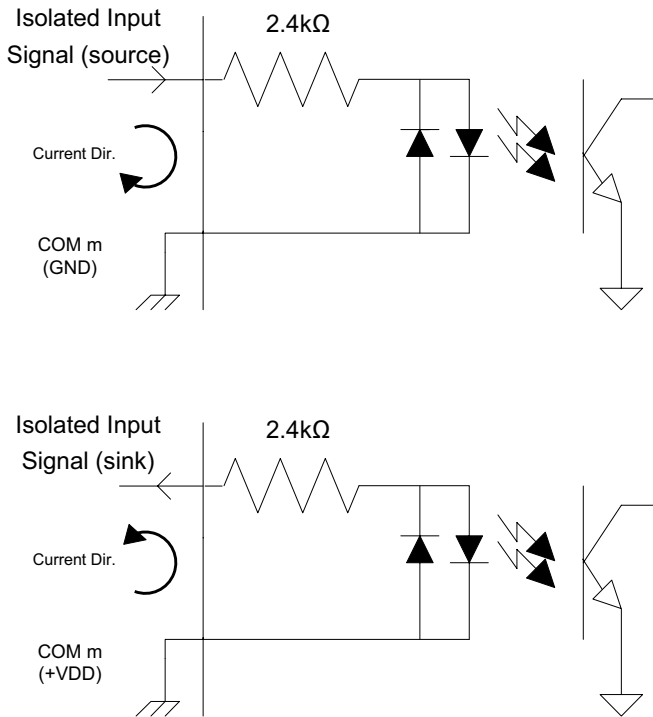 Isolated Input
Signal (source)
2.4kΩ
Current Dir.
COM m
(GND)
Isolated Input
Signal (sink)
2.4kΩ
Current Dir.
COM m
(+VDD)